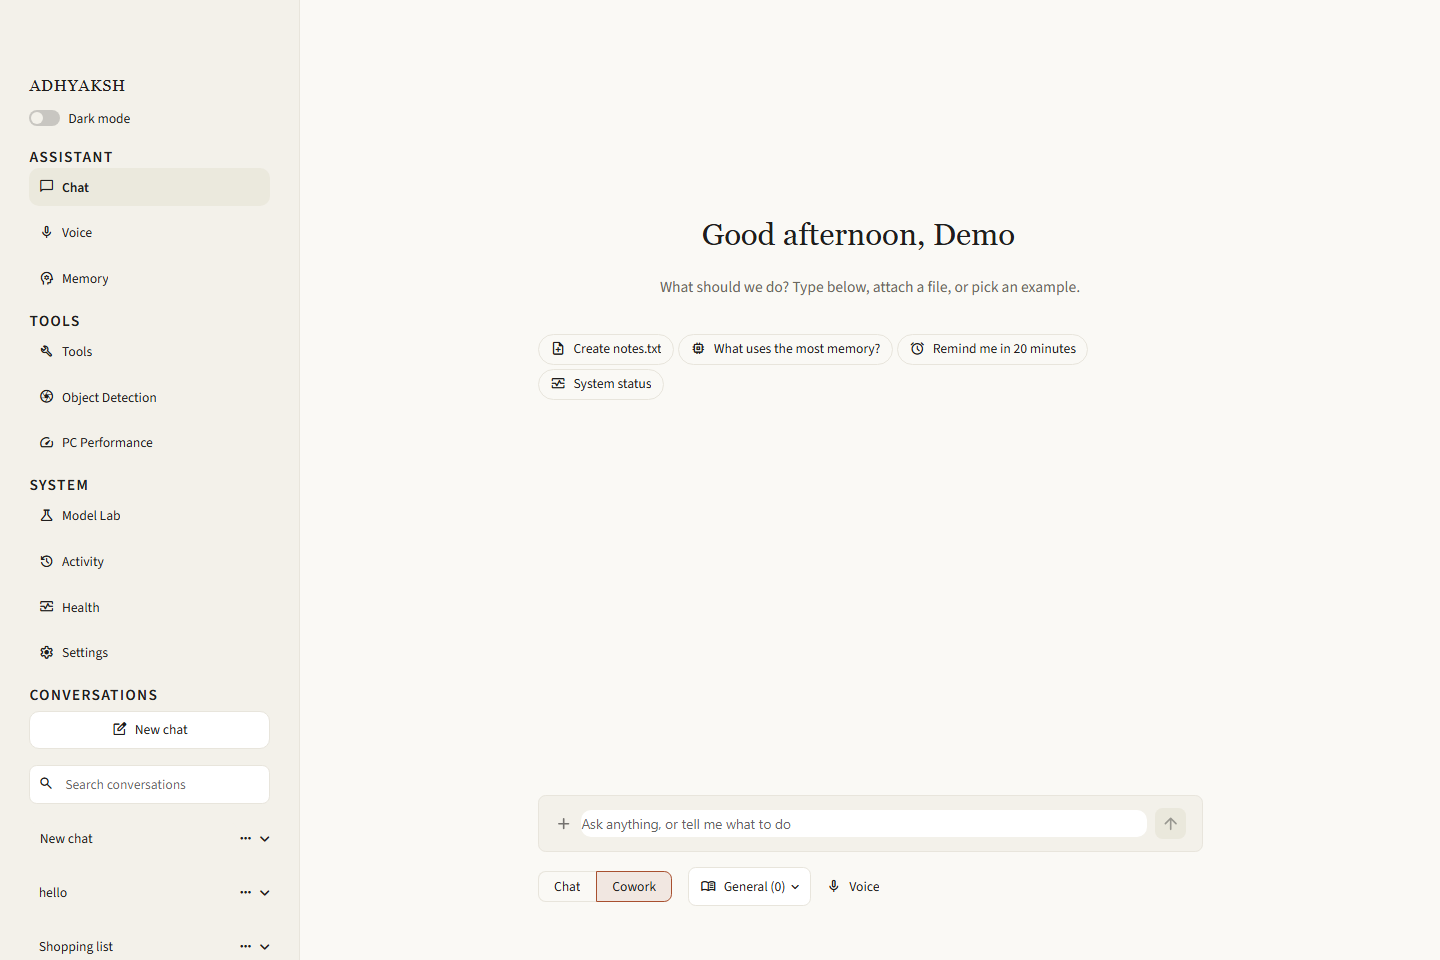 ADHYAKSH
Dark mode
ASSISTANT
Chat
Voice
Memory
TOOLS
Tools
Object Detection
PC Performance
SYSTEM
Model Lab
Activity
Health
Settings
CONVERSATIONS
New chat
Search conversations
New chat
hello
Shopping list
Good afternoon, Demo
What should we do? Type below, attach a file, or pick an example.
Create notes.txt What uses the most memory? Remind me in 20 minutes
System status
Ask anything, or tell me what to do
Chat Cowork General (0) Voice